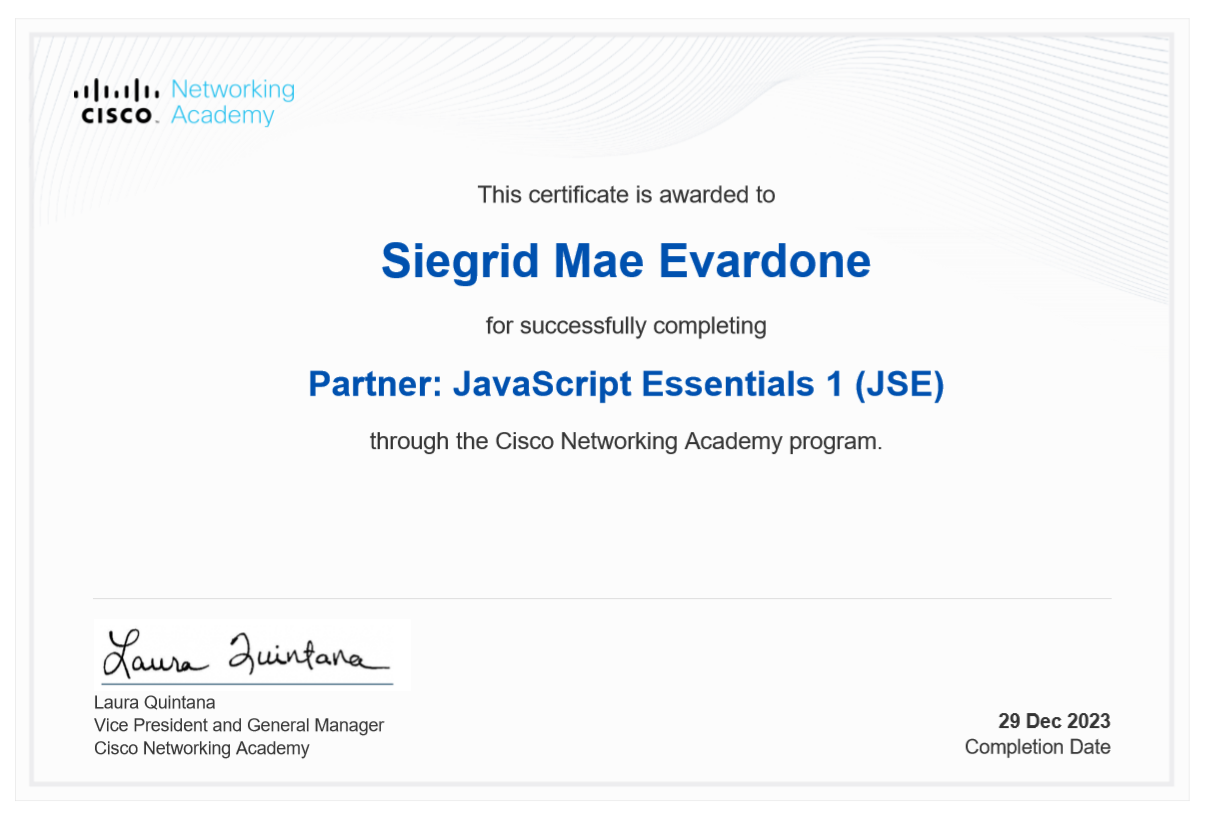 Networking
CISCO Academy
This certificate is awarded to
Siegrid Mae Evardone
for successfully completing
Partner: JavaScript Essentials 1 (JSE)
through the Cisco Networking Academy program.
Laura Quintana
Laura Quintana
Vice President and General Manager
Cisco Networking Academy
29 Dec 2023
Completion Date